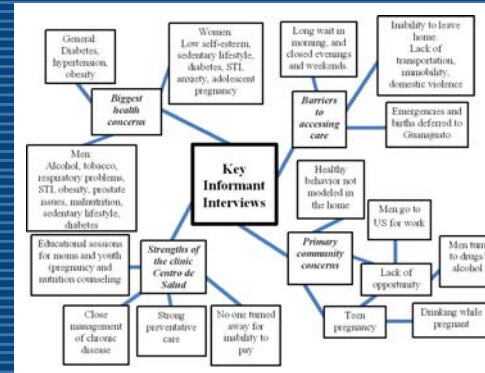 General:
Diabetes,
hypertension,
obesity
Women:
Low self-esteem,
sedentary lifestyle,
diabetes, STI,
anxiety, adolescent
pregnancy
Long wait in
morning, and
closed evenings
and weekends.
Inability to leave
home:
Lack of
transportation,
immobility,
domestic violence
Biggest
health
concerns
Barriers
to
accessing
care
Emergencies and
births deferred to
Guanajuato
Men:
Alcohol, tobacco,
respiratory problems,
STI, obesity, prostate
issues, malnutrition,
sedentary lifestyle,
diabetes
Key
Informant
Interviews
Healthy
behavior not
modeled in
the home
Men go to
US for work
Educational sessions
for moms and youth
(pregnancy and
nutrition counseling
Strengths of
the clinic
Centro de
Salud
Primary
community
concerns
Lack of
opportunity
Men turn
to drugs/
alcohol
Close
management
of chronic
disease
Strong
preventative
care
No one turned
away for
inability to
pay
Teen
pregnancy
Drinking while
pregnant